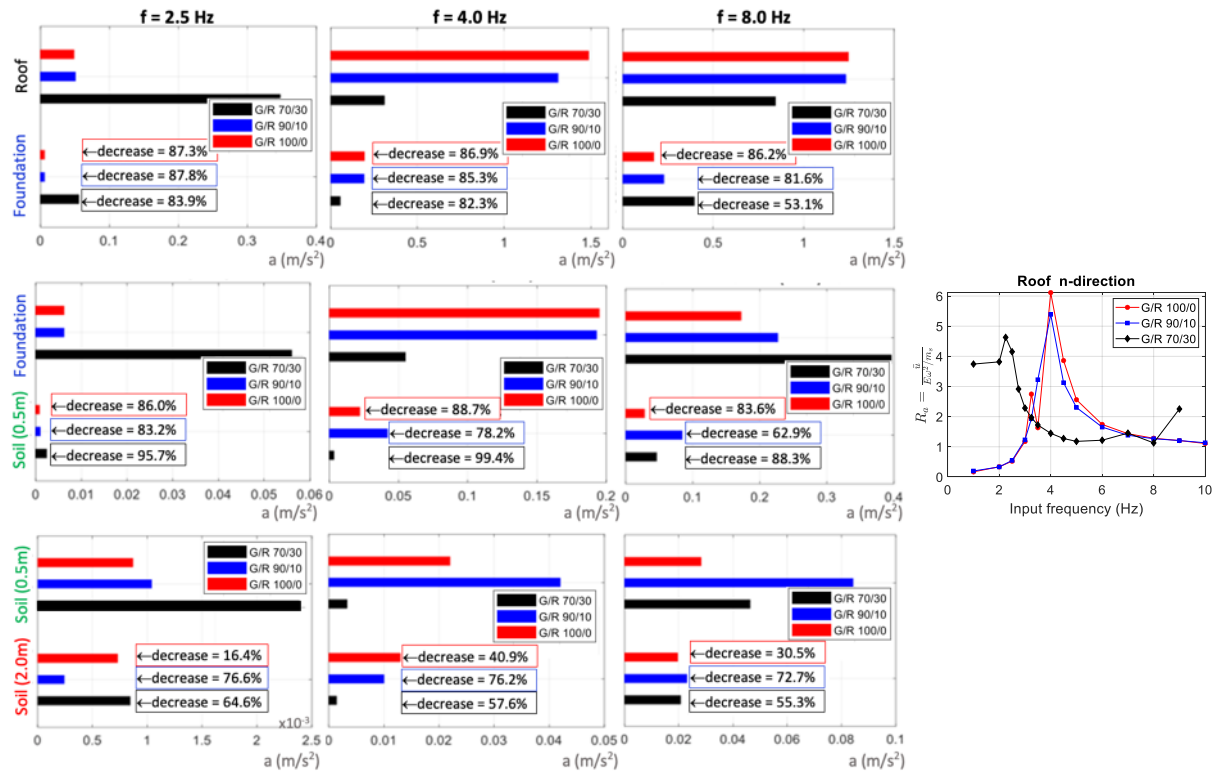 f = 2.5 Hz
f = 4.0 Hz
f = 8.0 Hz
Roof
G/R 70/30
G/R 90/10
G/R 100/0
G/R 70/30
G/R 90/10
G/R 100/0
G/R 70/30
G/R 90/10
G/R 100/0
Foundation
←decrease = 87.3%
←decrease = 87.8%
←decrease = 83.9%
←decrease = 86.9%
←decrease = 85.3%
←decrease = 82.3%
←decrease = 86.2%
←decrease = 81.6%
←decrease = 53.1%
0 0.1 0.2 0.3 0.4
a (m/s²)
0 0.5 1 1.5
a (m/s²)
0 0.5 1 1.5
a (m/s²)
Foundation
G/R 70/30
G/R 90/10
G/R 100/0
G/R 70/30
G/R 90/10
G/R 100/0
G/R 70/30
G/R 90/10
G/R 100/0
Soil (0.5m)
←decrease = 86.0%
←decrease = 83.2%
←decrease = 95.7%
←decrease = 88.7%
←decrease = 78.2%
←decrease = 99.4%
←decrease = 83.6%
←decrease = 62.9%
←decrease = 88.3%
0 0.01 0.02 0.03 0.04 0.05 0.06
a (m/s²)
0 0.05 0.1 0.15 0.2
a (m/s²)
0 0.1 0.2 0.3 0.4
a (m/s²)
Soil (0.5m)
G/R 70/30
G/R 90/10
G/R 100/0
G/R 70/30
G/R 90/10
G/R 100/0
G/R 70/30
G/R 90/10
G/R 100/0
Soil (2.0m)
←decrease = 16.4%
←decrease = 76.6%
←decrease = 64.6%
←decrease = 40.9%
←decrease = 76.2%
←decrease = 57.6%
←decrease = 30.5%
←decrease = 72.7%
←decrease = 55.3%
×10⁻³
0 0.5 1 1.5 2 2.5
a (m/s²)
0 0.01 0.02 0.03 0.04 0.05
a (m/s²)
0 0.02 0.04 0.06 0.08 0.1
a (m/s²)
Roof n-direction
G/R 100/0
G/R 90/10
G/R 70/30
6
5
4
3
2
1
0
R_a = ü / (Eω²/m_s)
0 2 4 6 8 10
Input frequency (Hz)